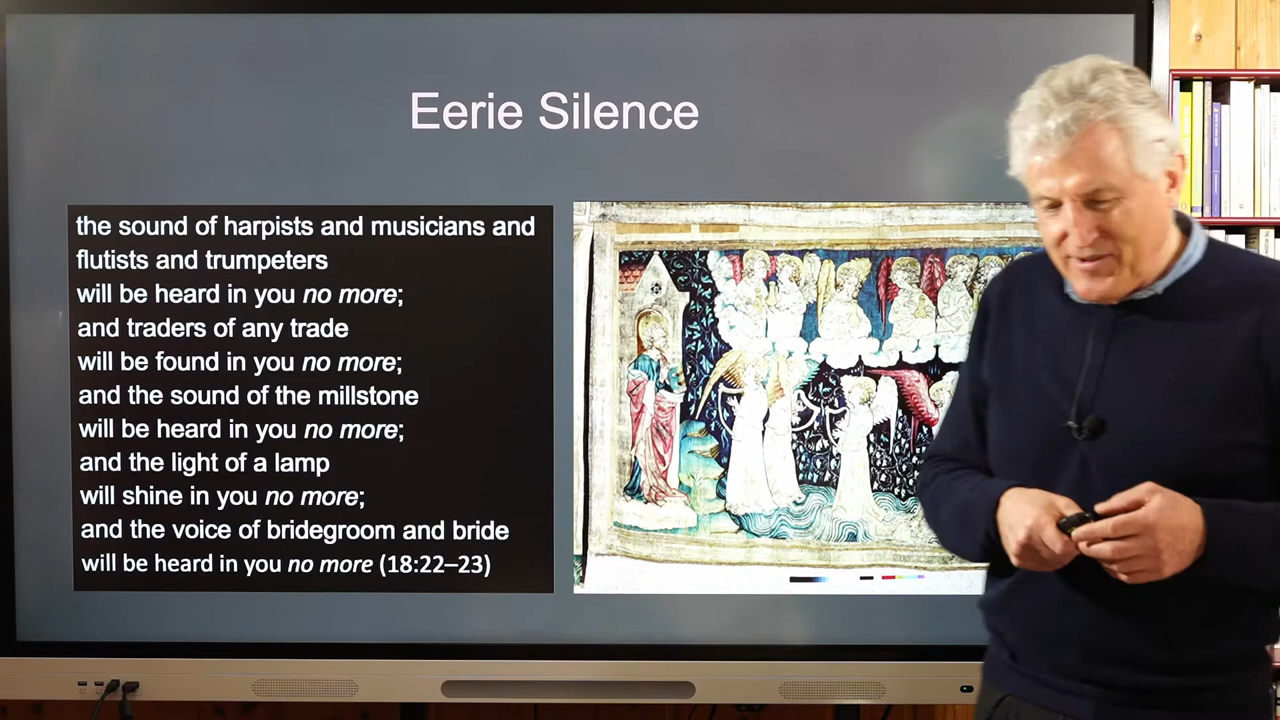 Eerie Silence
the sound of harpists and musicians and
flutists and trumpeters
will be heard in you no more;
and traders of any trade
will be found in you no more;
and the sound of the millstone
will be heard in you no more;
and the light of a lamp
will shine in you no more;
and the voice of bridegroom and bride
will be heard in you no more (18:22–23)